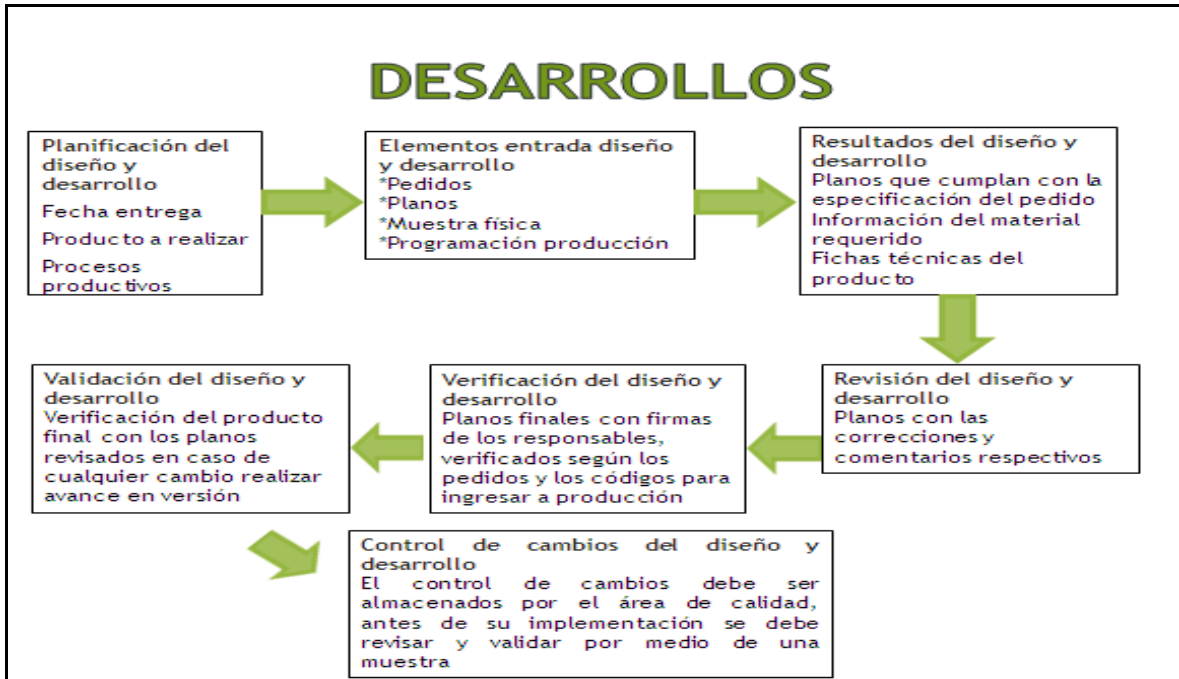 DESARROLLOS
Planificación del
diseño y
desarrollo
Fecha entrega
Producto a realizar
Procesos
productivos
Elementos entrada diseño
y desarrollo
*Pedidos
*Planos
*Muestra física
*Programación producción
Resultados del diseño y
desarrollo
Planos que cumplan con la
especificación del pedido
Información del material
requerido
Fichas técnicas del
producto
Revisión del diseño y
desarrollo
Planos con las
correcciones y
comentarios respectivos
Verificación del diseño y
desarrollo
Planos finales con firmas
de los responsables,
verificados según los
pedidos y los códigos para
ingresar a producción
Validación del diseño y
desarrollo
Verificación del producto
final con los planos
revisados en caso de
cualquier cambio realizar
avance en versión
Control de cambios del diseño y
desarrollo
El control de cambios debe ser
almacenados por el área de calidad,
antes de su implementación se debe
revisar y validar por medio de una
muestra